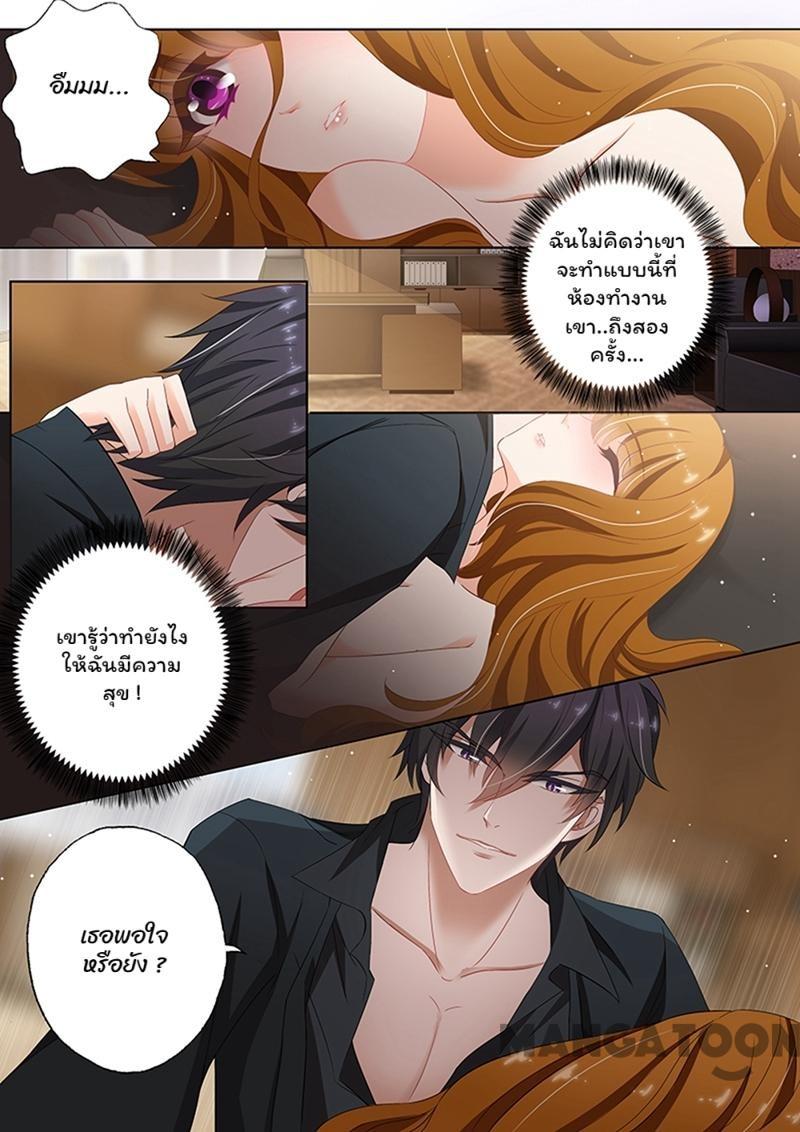 อืมมม...
ฉันไม่คิดว่าเขา
จะทำแบบนี้ที่
ห้องทำงาน
เขา..ถึงสอง
ครั้ง...
เขารู้ว่าทำยังไง
ให้ฉันมีความ
สุข !
เธอพอใจ
หรือยัง ?
MANGATOON